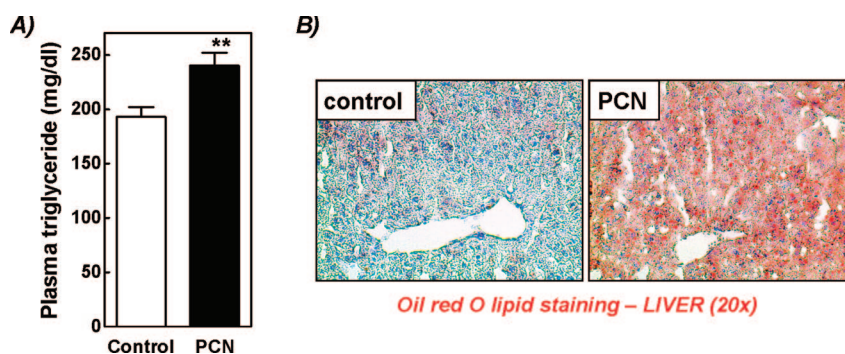 A)
Plasma triglyceride (mg/dl)
250
200
150
100
50
0
**
Control
PCN
B)
control
PCN
Oil red O lipid staining – LIVER (20x)